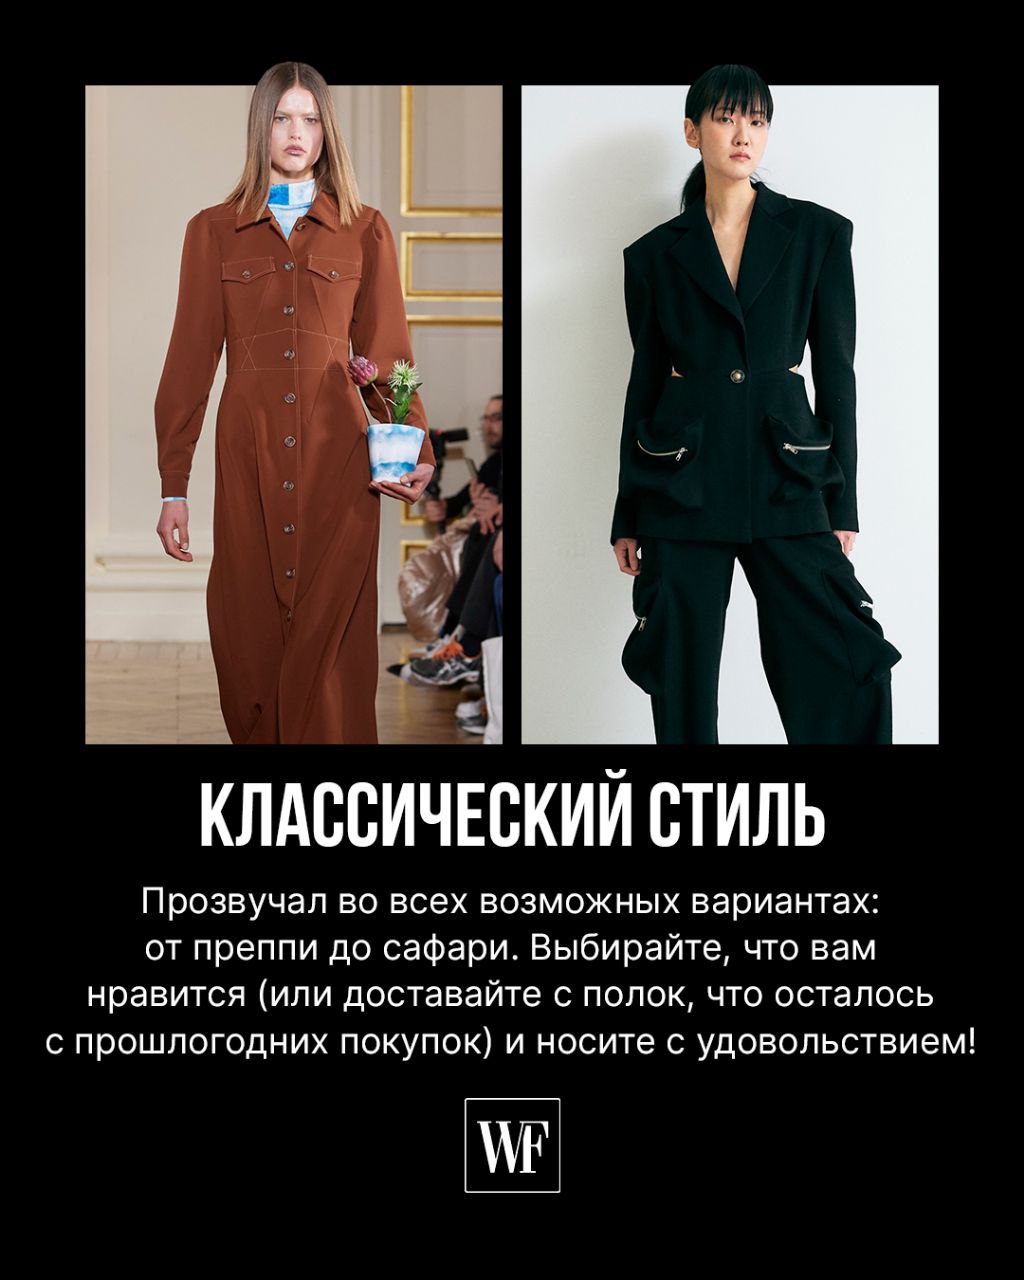 КЛАССИЧЕСКИЙ СТИЛЬ
Прозвучал во всех возможных вариантах:
от преппи до сафари. Выбирайте, что вам
нравится (или доставайте с полок, что осталось
с прошлогодних покупок) и носите с удовольствием!
WF